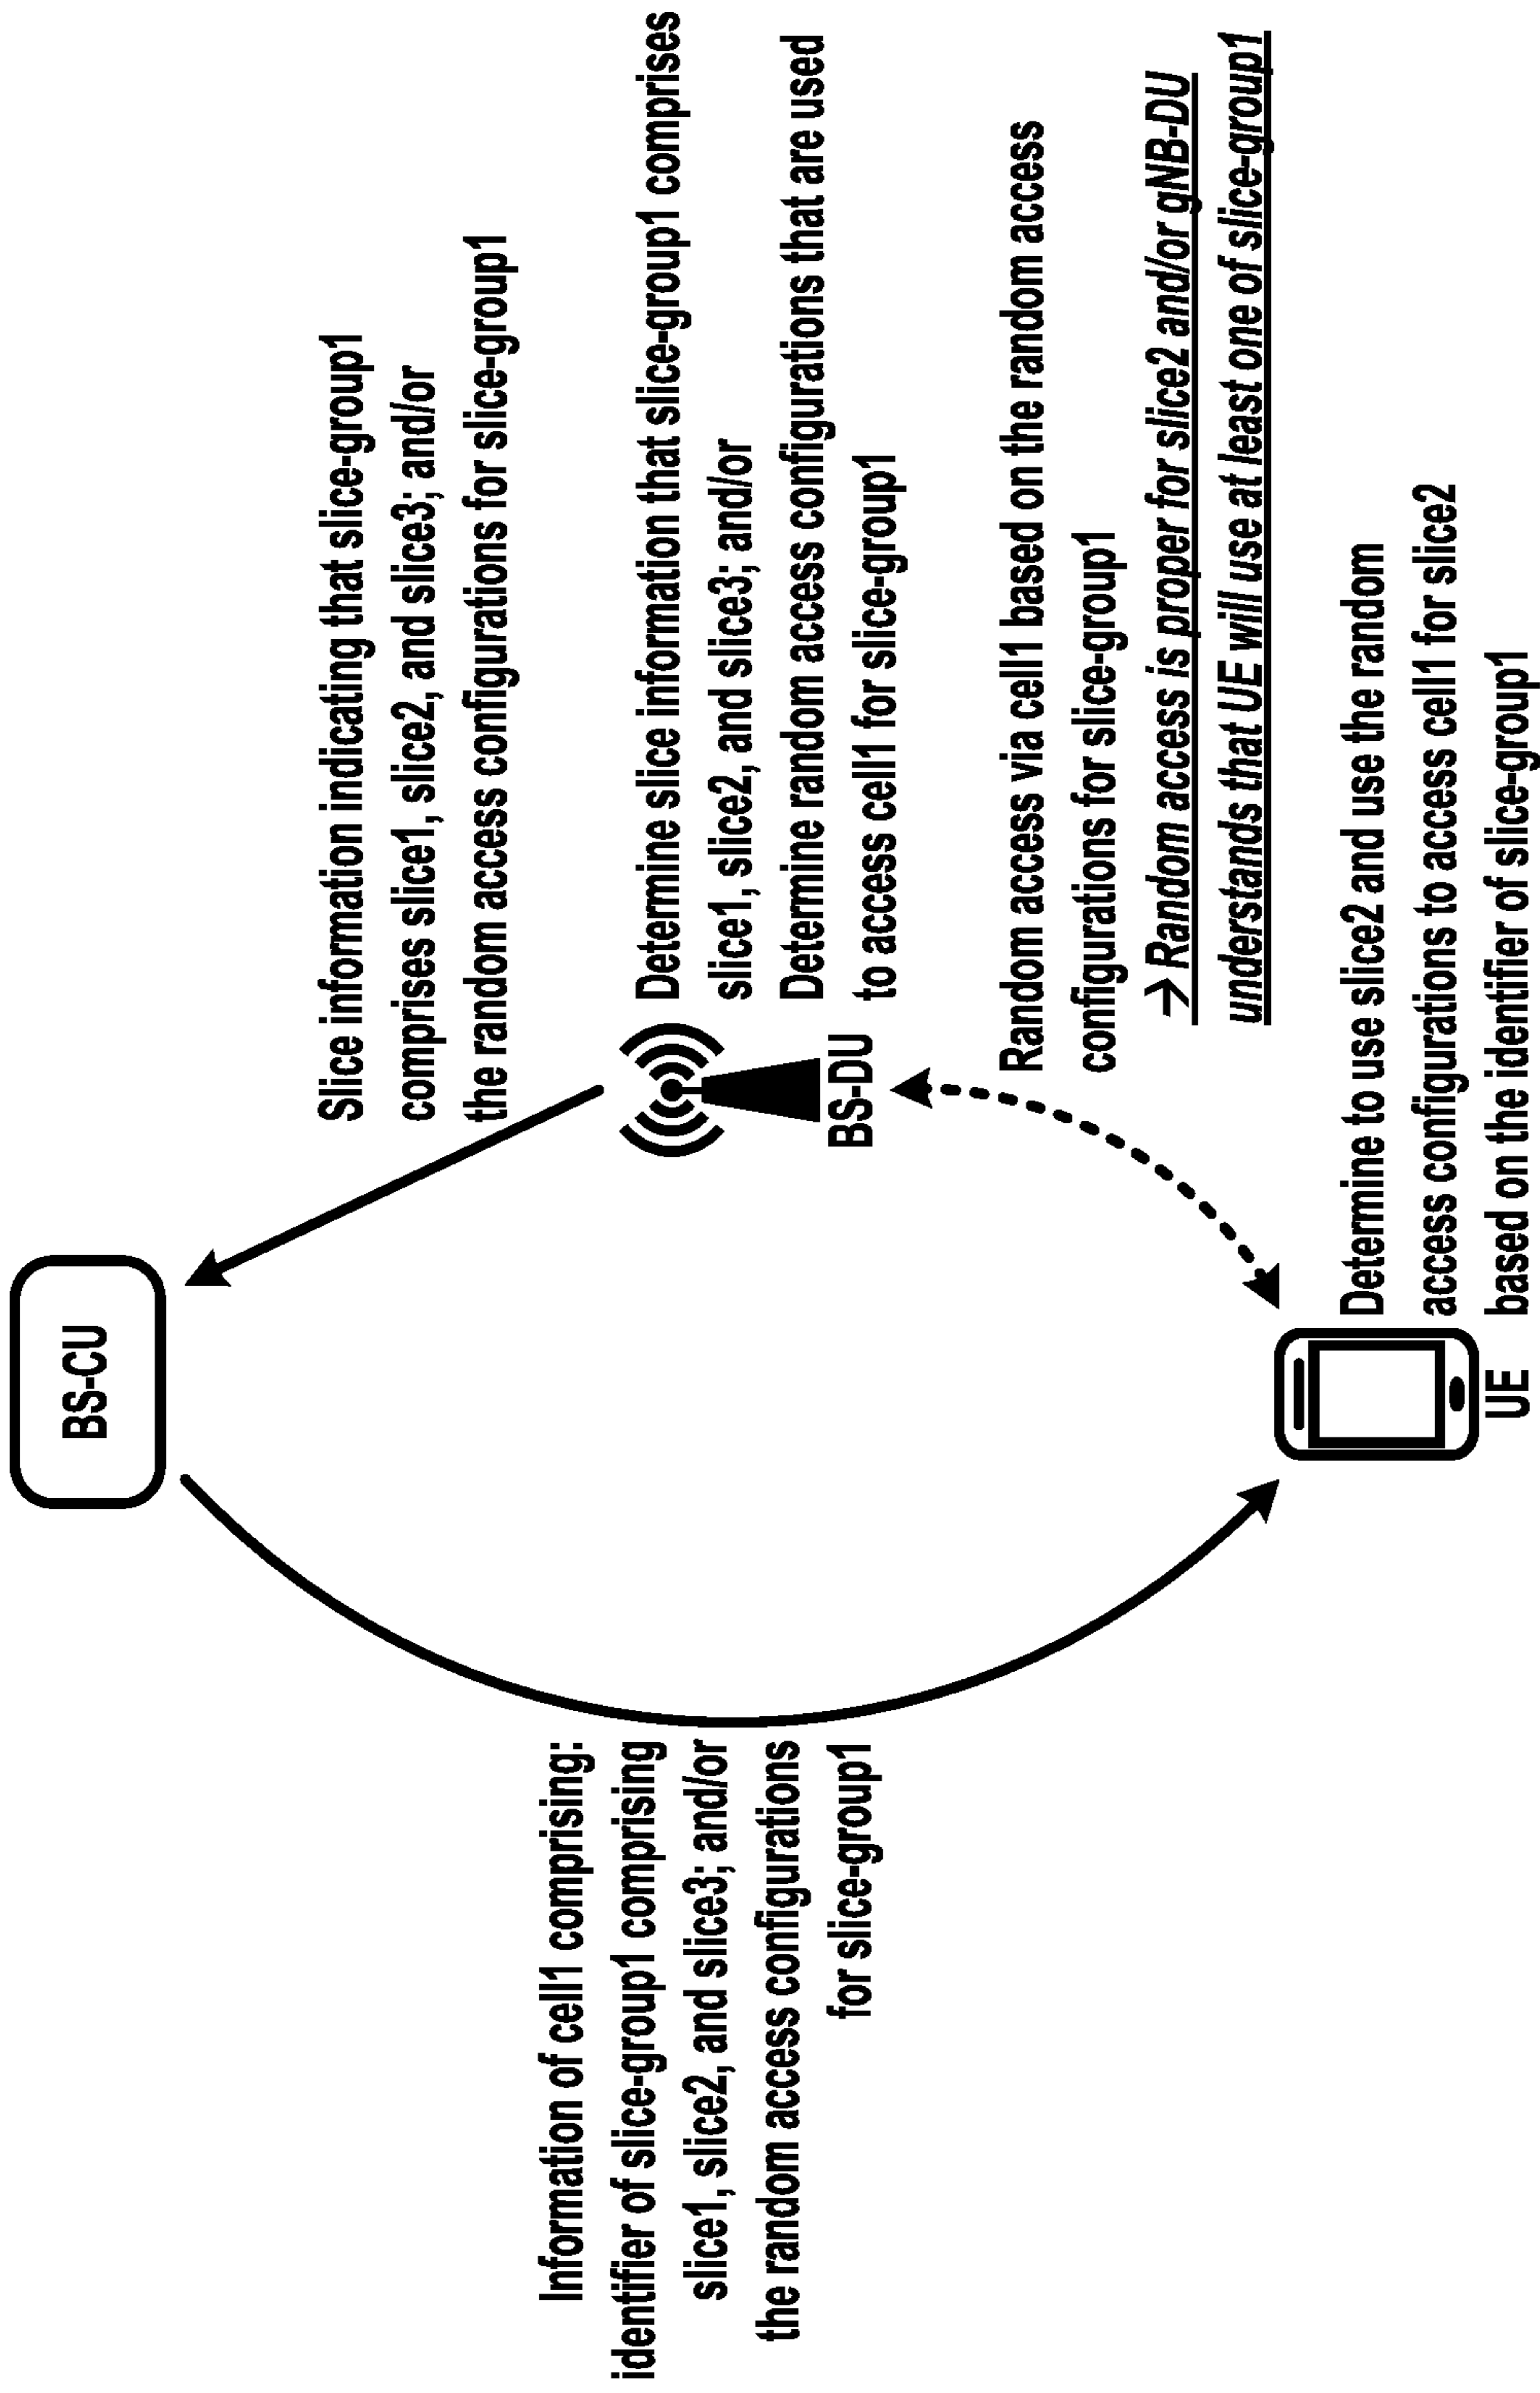 BS-CU
Slice information indicating that slice-group1
comprises slice1, slice2, and slice3; and/or
the random access configurations for slice-group1
Information of cell1 comprising:
identifier of slice-group1 comprising
slice1, slice2, and slice3; and/or
the random access configurations
for slice-group1
Determine slice information that slice-group1 comprises
slice1, slice2, and slice3; and/or
Determine random access configurations that are used
to access cell1 for slice-group1
BS-DU
Random access via cell1 based on the random access
configurations for slice-group1
→Random access is proper for slice2 and/or gNB-DU
understands that UE will use at least one of slice-group1
Determine to use slice2 and use the random
access configurations to access cell1 for slice2
based on the identifier of slice-group1
UE